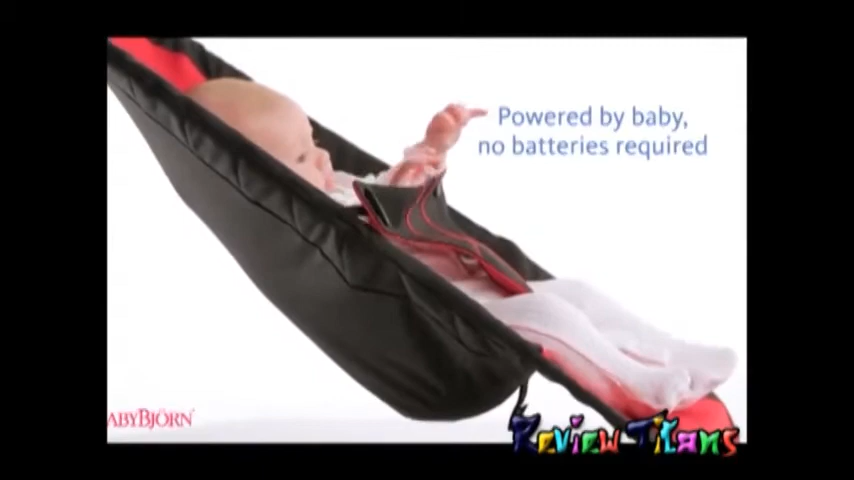 Powered by baby,
no batteries required
ABYBJÖRN
Review Titans